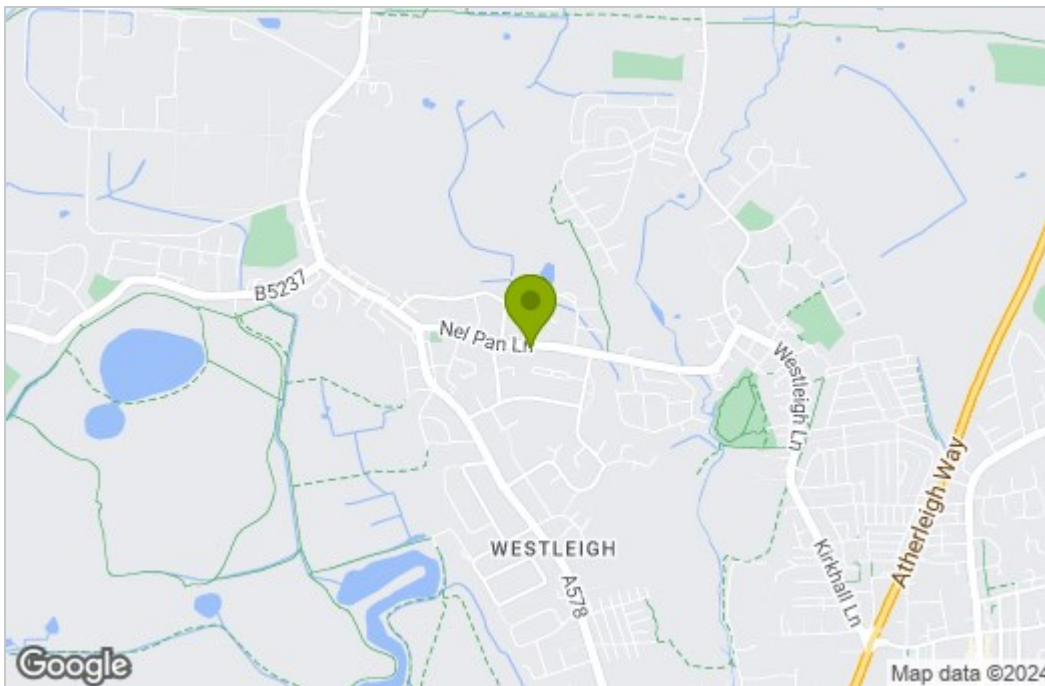 B5237
Nel Pan Ln
Westleigh Ln
Atherleigh Way
WESTLEIGH
A578
Kirkhall Ln
Google
Map data ©2024